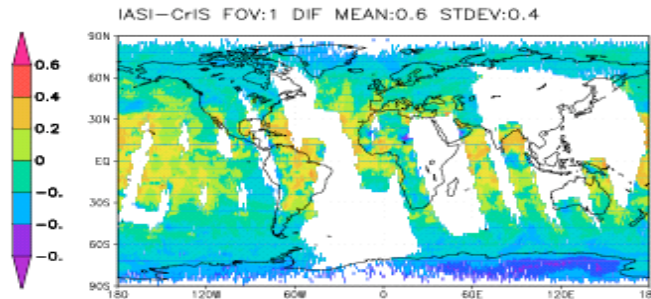 IASI-CrIS FOV:1 DIF MEAN:0.6 STDEV:0.4
0.6
0.4
0.2
0
-0.
-0.
-0.
90N
60N
30N
EQ
30S
60S
90S
180 120W 60W 0 60E 120E 18